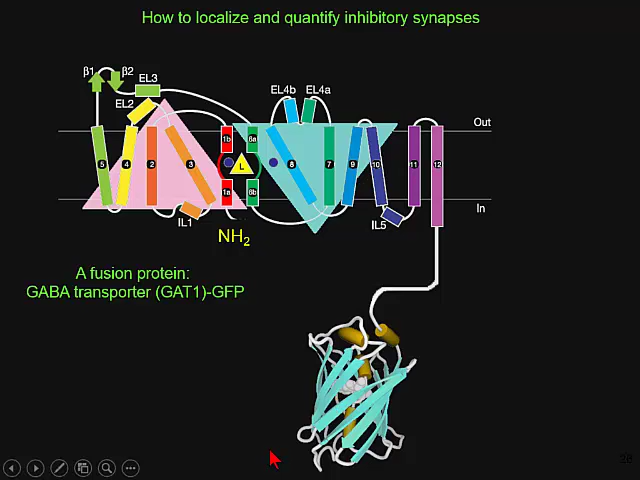 How to localize and quantify inhibitory synapses
β1
β2
EL3
EL2
EL4b
EL4a
Out
5
4
2
3
1b
6a
L
8
7
9
10
11
12
1a
6b
In
IL1
IL5
NH2
A fusion protein:
GABA transporter (GAT1)-GFP
28